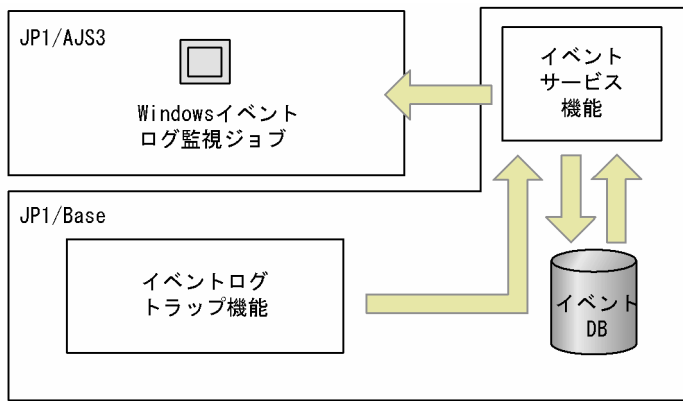 JP1/AJS3
Windowsイベント
ログ監視ジョブ
イベント
サービス
機能
JP1/Base
イベントログ
トラップ機能
イベント
DB